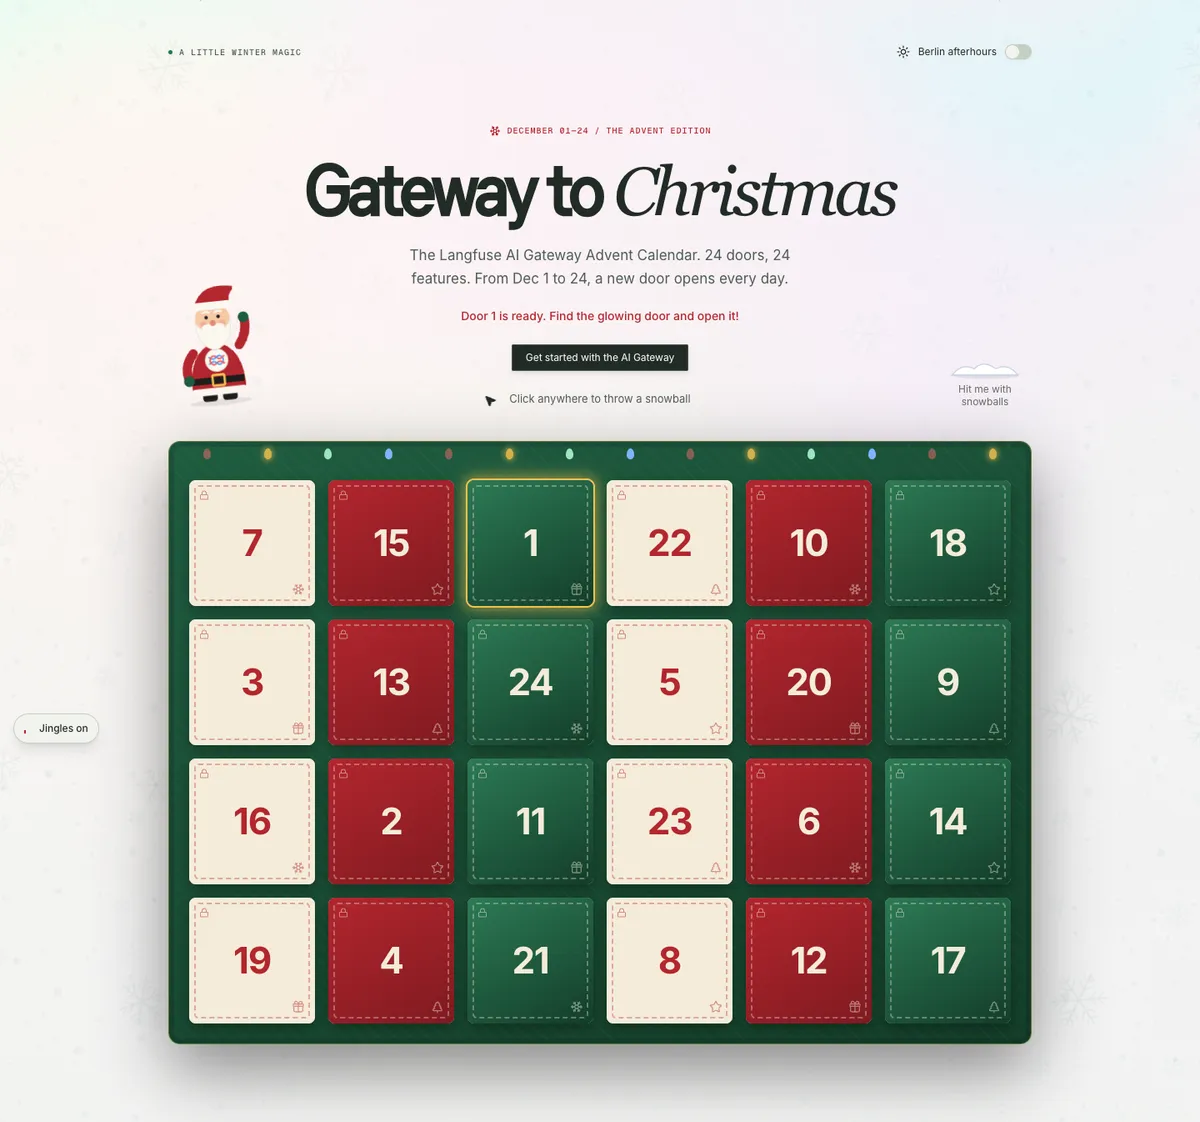 A LITTLE WINTER MAGIC
Berlin afterhours
DECEMBER 01—24 / THE ADVENT EDITION
Gateway to Christmas
The Langfuse AI Gateway Advent Calendar. 24 doors, 24
features. From Dec 1 to 24, a new door opens every day.
Door 1 is ready. Find the glowing door and open it!
Get started with the AI Gateway
Click anywhere to throw a snowball
Hit me with
snowballs
7 15 1 22 10 18
3 13 24 5 20 9
Jingles on
16 2 11 23 6 14
19 4 21 8 12 17